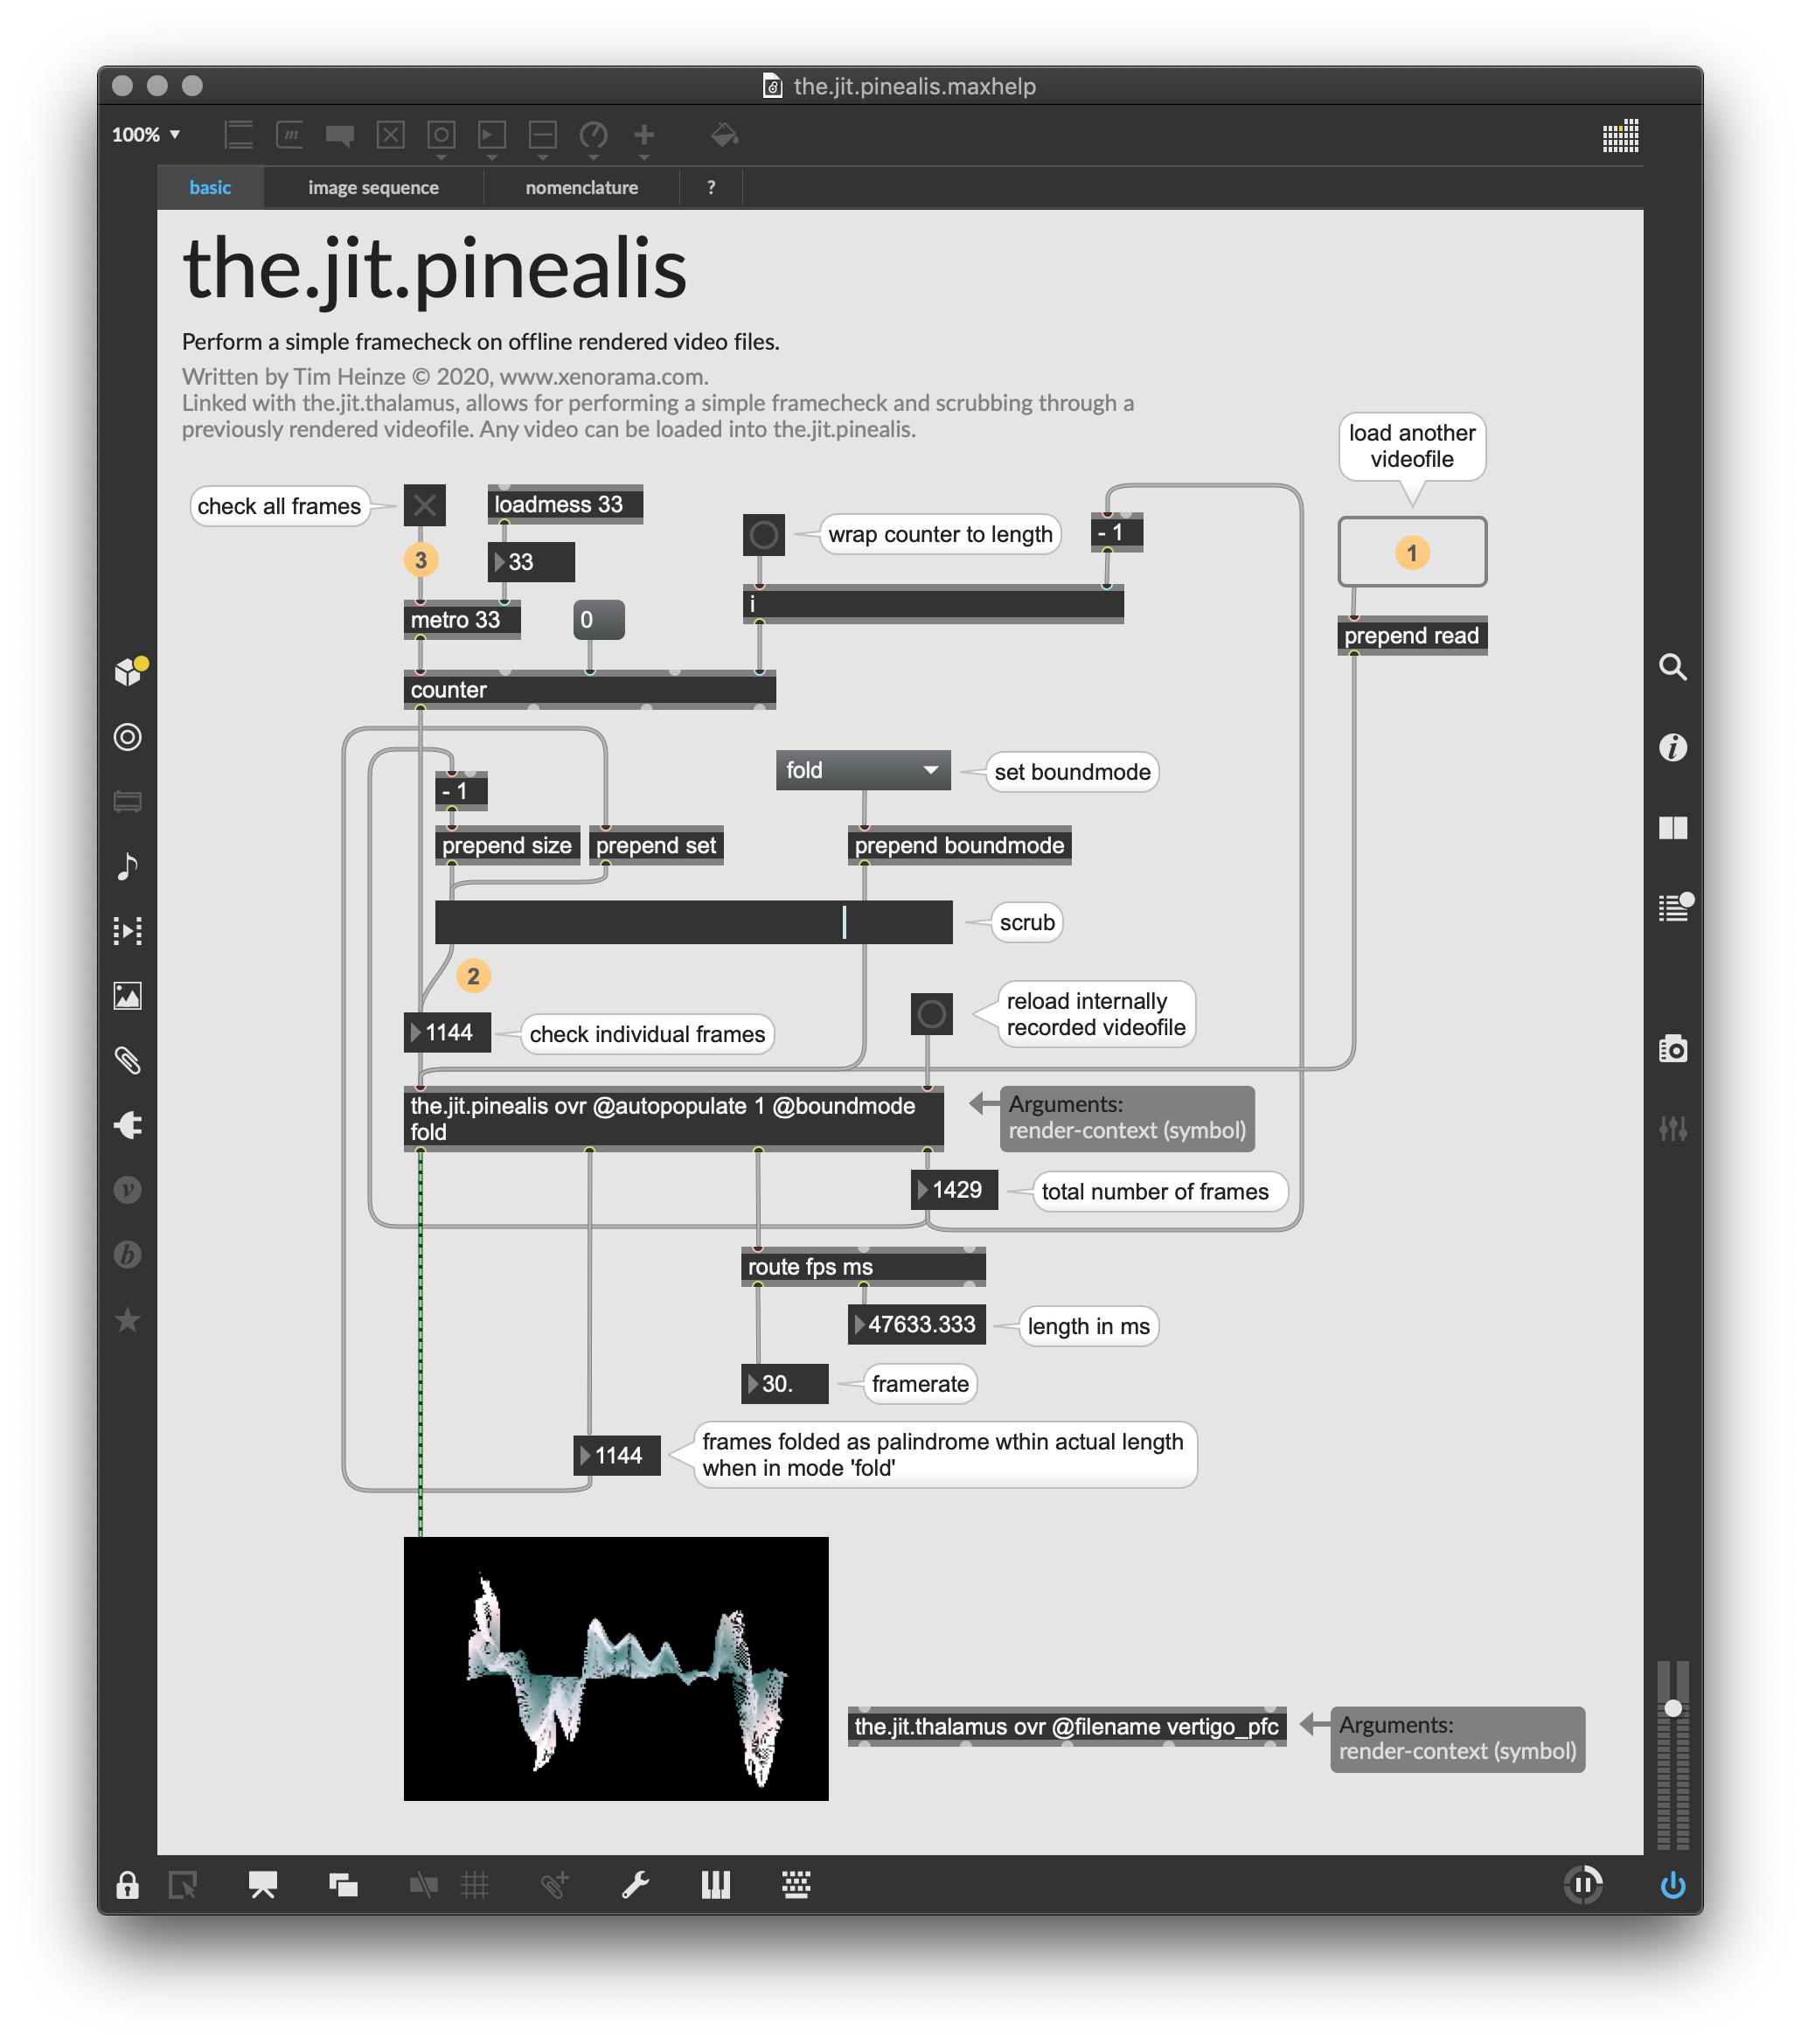 the.jit.pinealis.maxhelp
100%
basic
image sequence
nomenclature
?
the.jit.pinealis
Perform a simple framecheck on offline rendered video files.
Written by Tim Heinze © 2020, www.xenorama.com.
Linked with the.jit.thalamus, allows for performing a simple framecheck and scrubbing through a
previously rendered videofile. Any video can be loaded into the.jit.pinealis.
load another
videofile
check all frames
loadmess 33
- 1
wrap counter to length
1
3
33
i
metro 33
0
prepend read
counter
fold
set boundmode
- 1
prepend size
prepend set
prepend boundmode
scrub
2
reload internally
recorded videofile
1144
check individual frames
the.jit.pinealis ovr @autopopulate 1 @boundmode
fold
Arguments:
render-context (symbol)
1429
total number of frames
route fps ms
47633.333
length in ms
30.
framerate
1144
frames folded as palindrome wthin actual length
when in mode 'fold'
the.jit.thalamus ovr @filename vertigo_pfc
Arguments:
render-context (symbol)